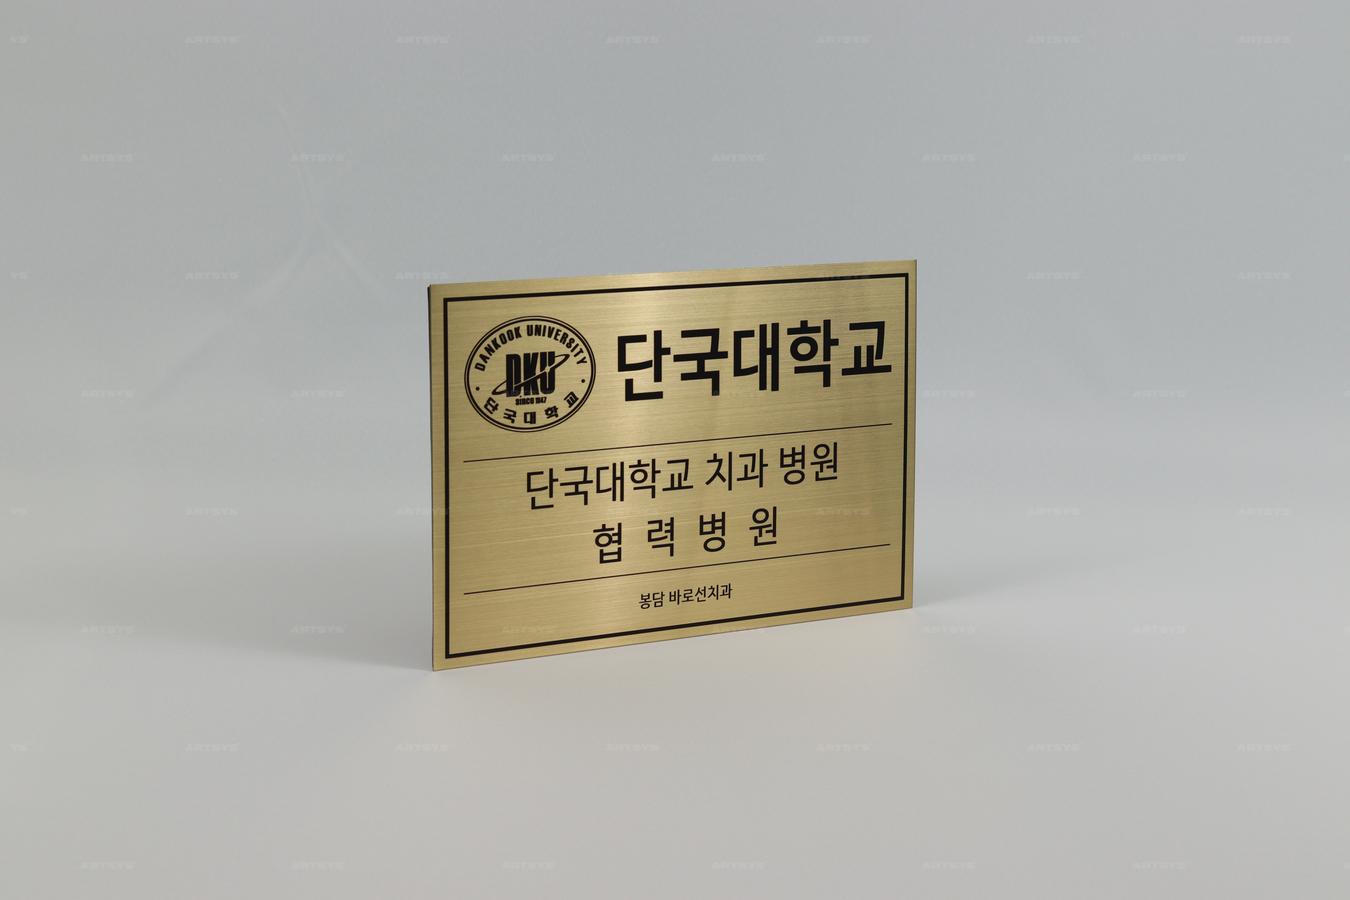 DANKOOK UNIVERSITY
DKU
SINCE 1947
단국대학교
단국대학교
단국대학교 치과 병원
협력병원
봉담 바로선치과
ARTSYS